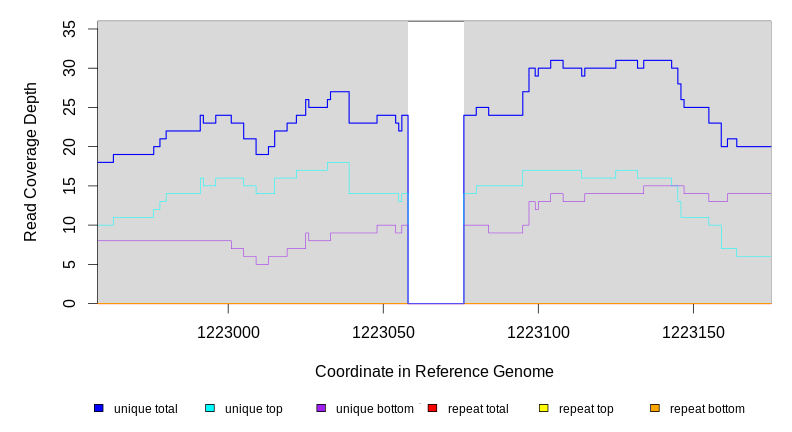 Read Coverage Depth
35
30
25
20
15
10
5
0
1223000 1223050 1223100 1223150
Coordinate in Reference Genome
unique total unique top unique bottom repeat total repeat top repeat bottom